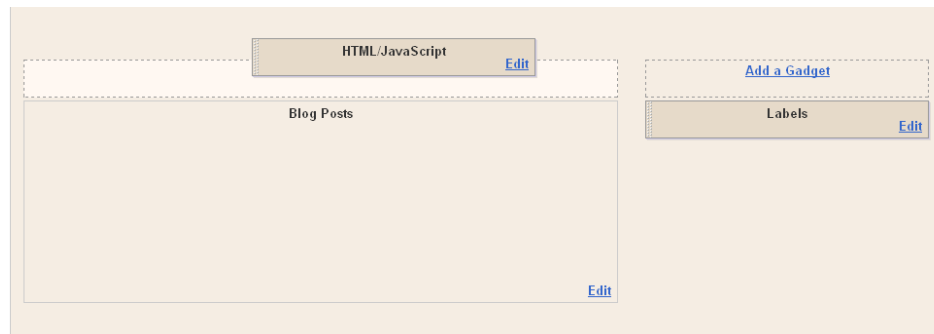 HTML/JavaScript
Edit
Add a Gadget
Blog Posts
Labels
Edit
Edit